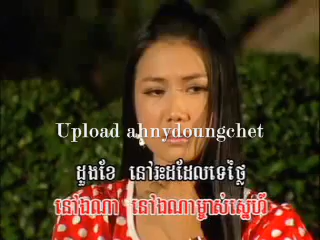 Upload ahnydoungchet
ដួងខែ នៅរះដដែលទេថ្លៃ
នៅឯណា នៅឯណាម្ចាស់ស្នេហ៍